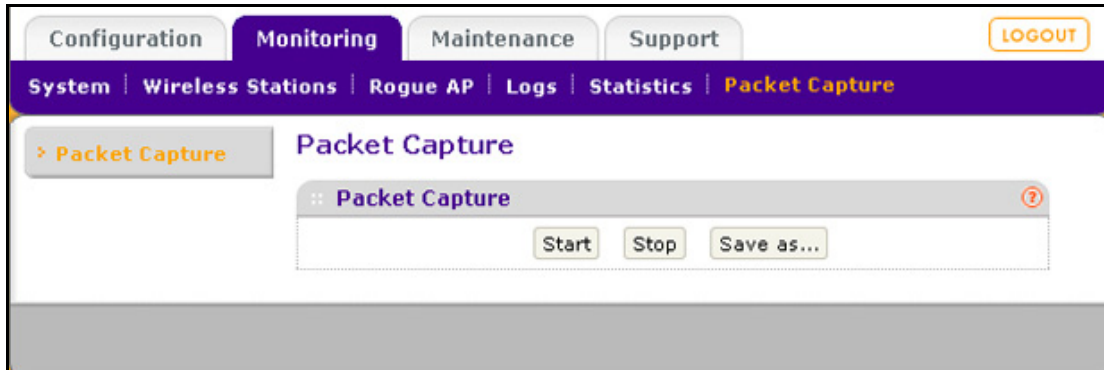 Configuration Monitoring Maintenance Support LOGOUT
System Wireless Stations Rogue AP Logs Statistics Packet Capture
Packet Capture
Packet Capture
Packet Capture ?
Start Stop Save as...